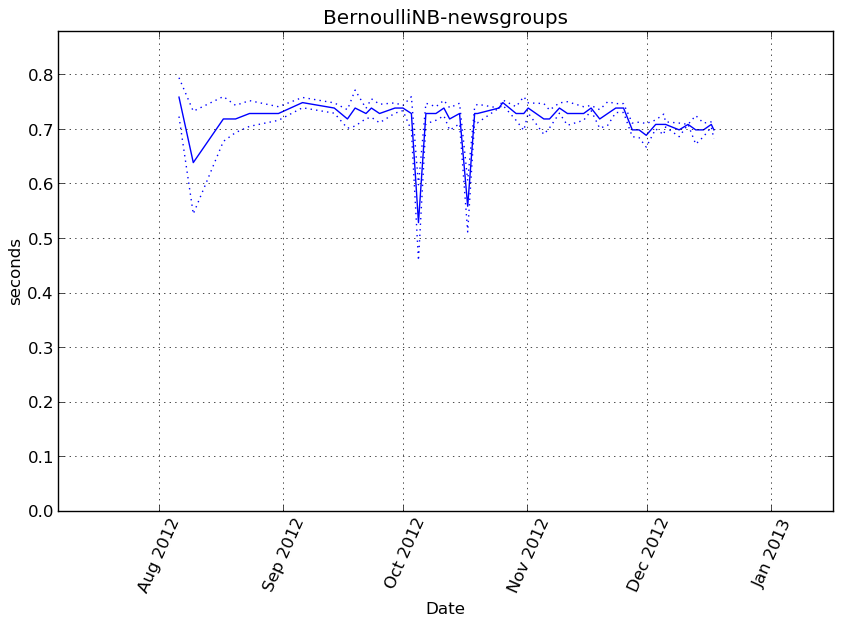 BernoulliNB-newsgroups
0.8
0.7
0.6
0.5
0.4
0.3
0.2
0.1
0.0
seconds
Aug 2012
Sep 2012
Oct 2012
Nov 2012
Dec 2012
Jan 2013
Date